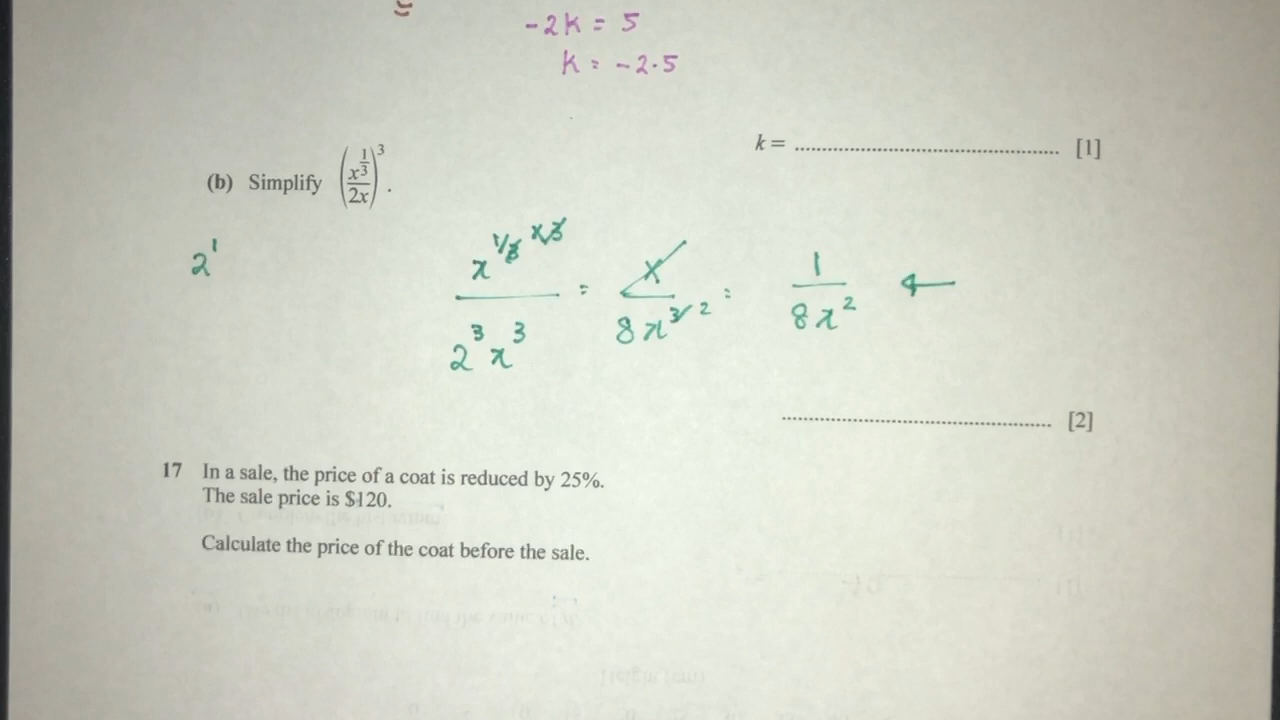 -2k = 5
k = -2.5
k = ........................................ [1]
(b) Simplify (x^(1/3)/2x)^3.
2^1
x^(1/3 ×3) / 2^3 x^3 = x / 8x^3 2 = 1 / 8x^2 ←
........................................ [2]
17 In a sale, the price of a coat is reduced by 25%.
The sale price is $120.
Calculate the price of the coat before the sale.